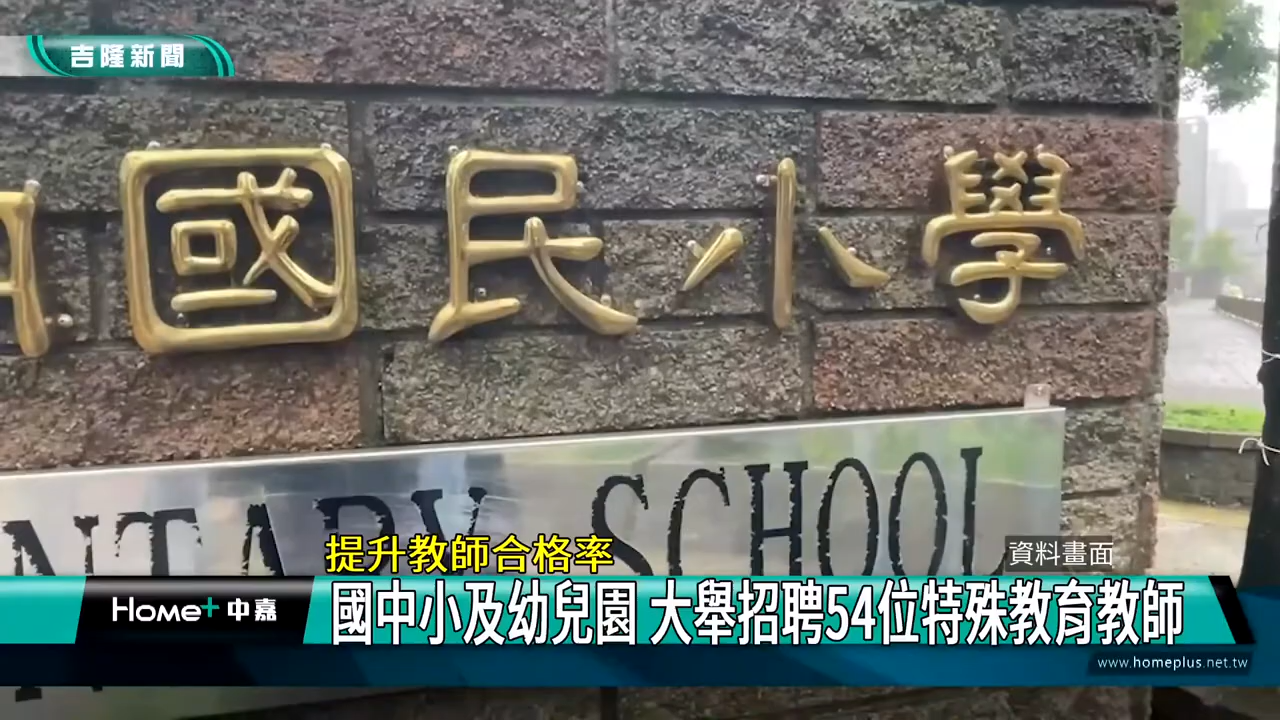 吉隆新聞
國民小學
NTARY SCHOOL
提升教師合格率
資料畫面
Home+ 中嘉
國中小及幼兒園 大舉招聘54位特殊教育教師
www.homeplus.net.tw